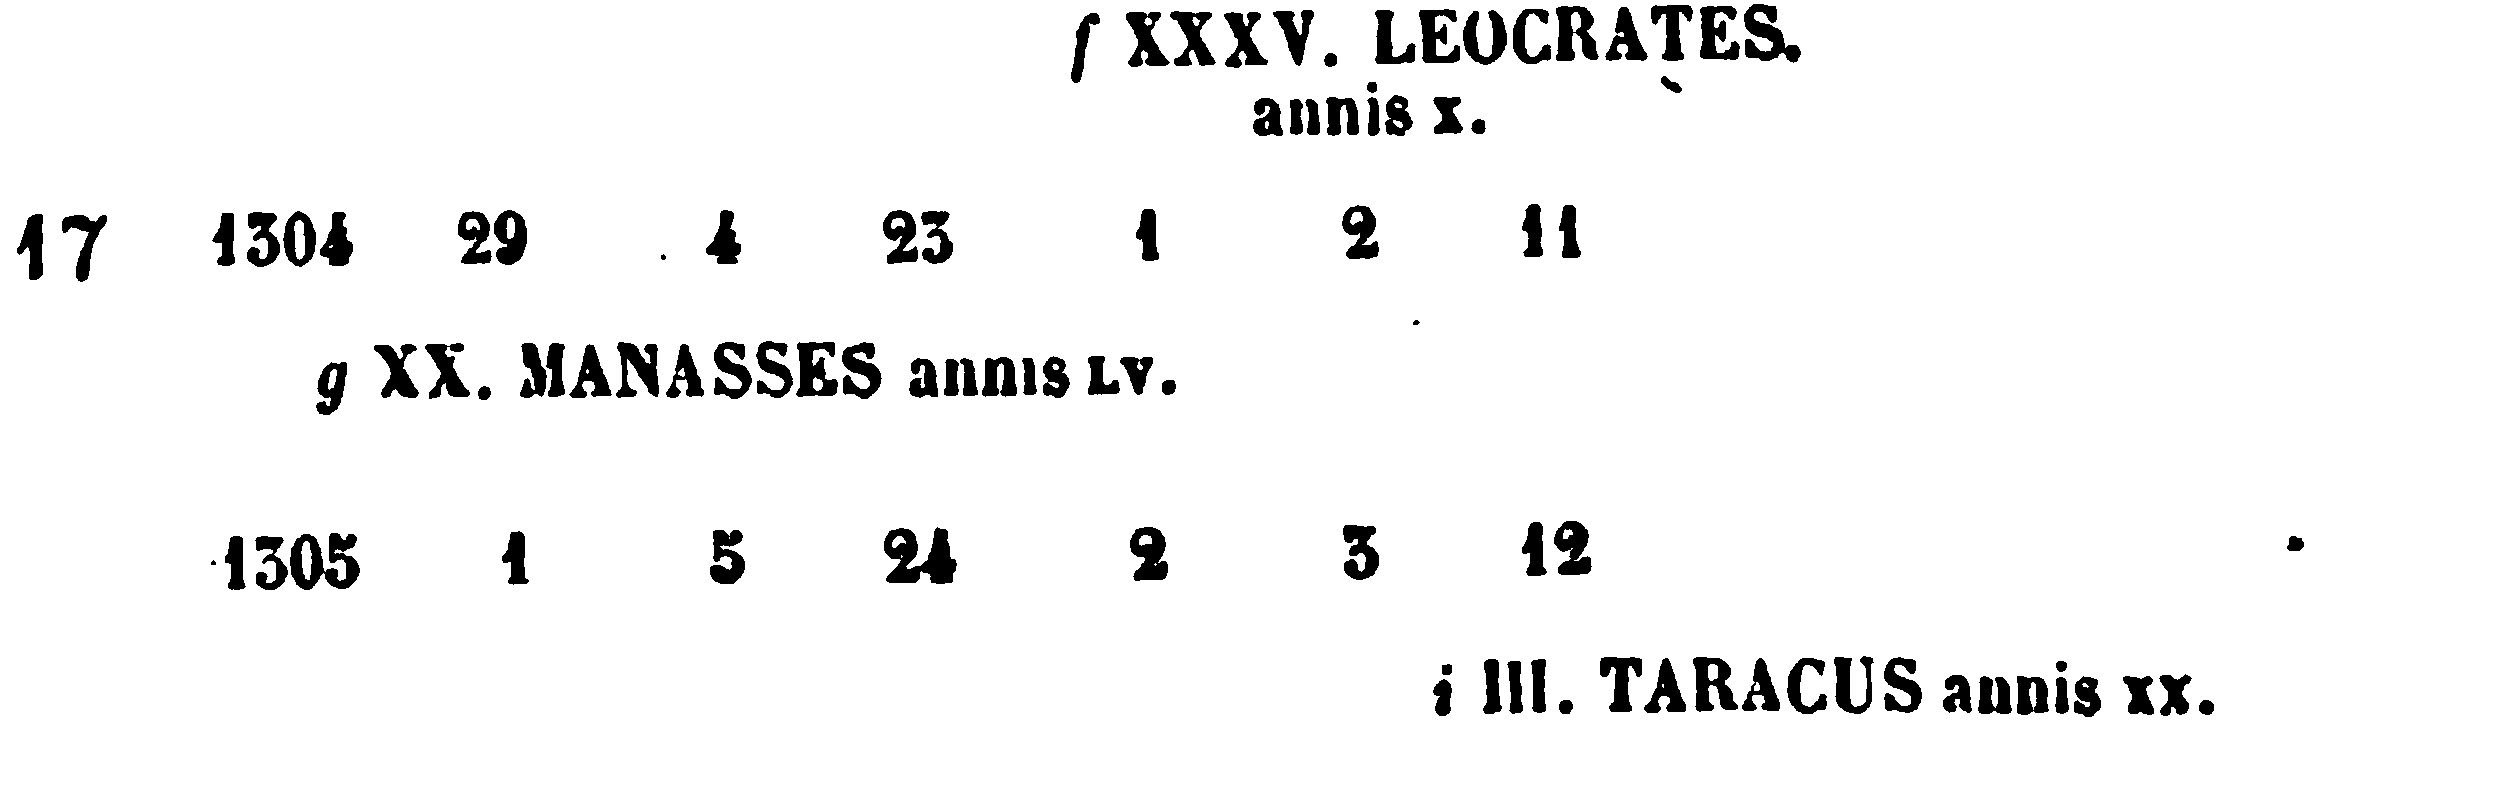 f XXXV. LEOCRATES.
annis x.
17 1304 29 4 23 1 2 11
g XX. MANASSES annis LV.
1305 1 5 24 2 3 12
i III. TARACUS annis xx.